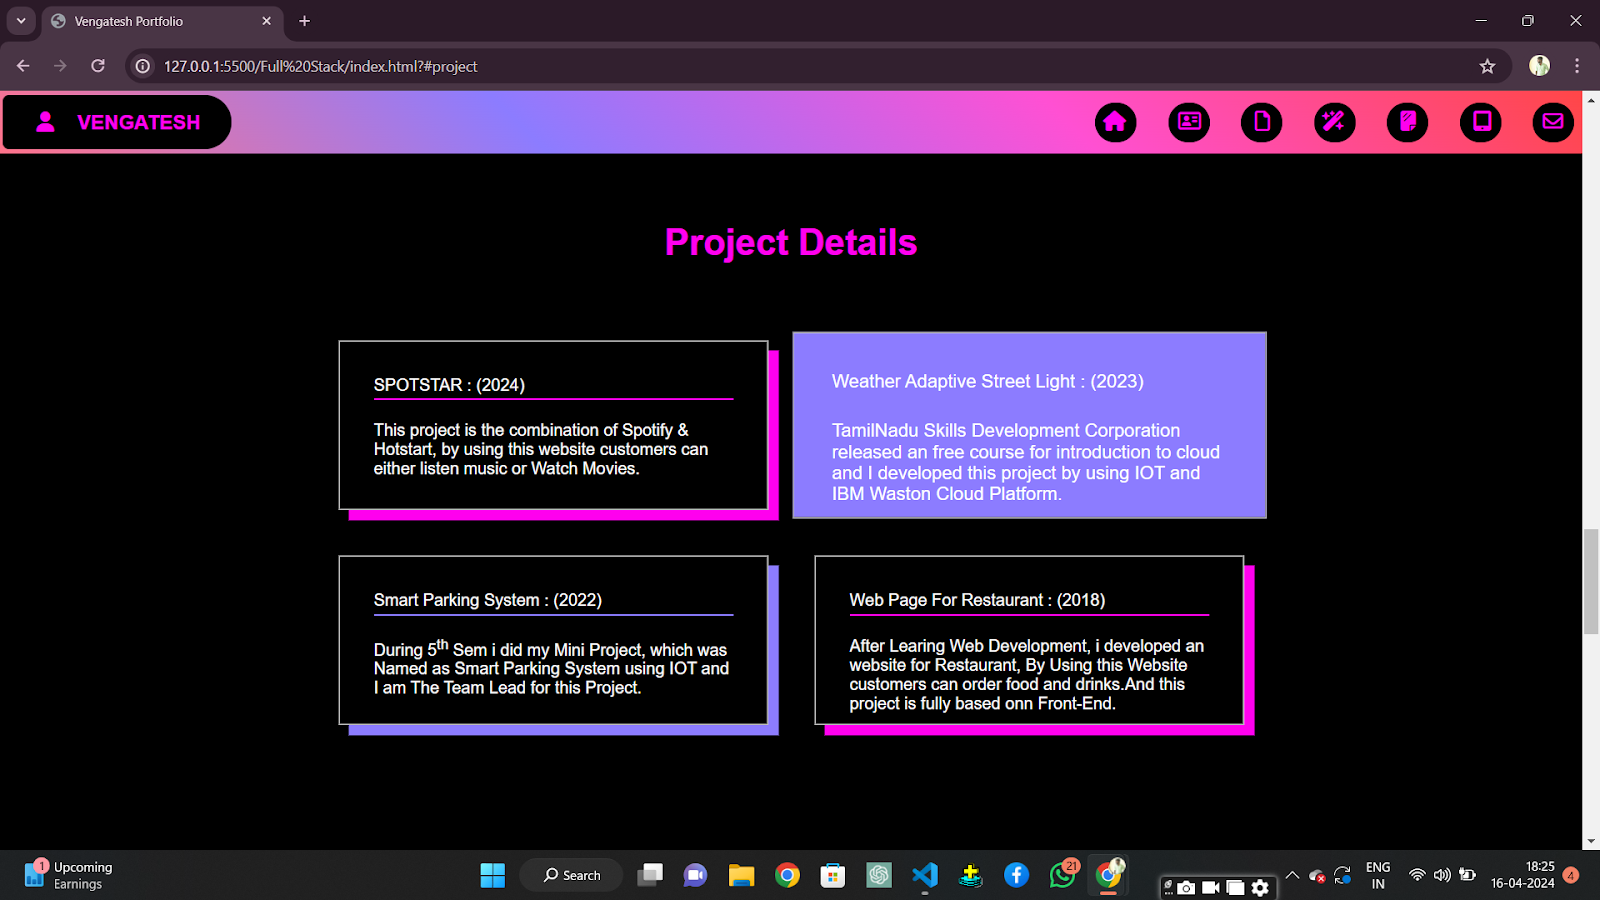 Vengatesh Portfolio
127.0.0.1:5500/Full%20Stack/index.html?#project
VENGATESH
Project Details
SPOTSTAR : (2024)
This project is the combination of Spotify &
Hotstart, by using this website customers can
either listen music or Watch Movies.
Weather Adaptive Street Light : (2023)
TamilNadu Skills Development Corporation
released an free course for introduction to cloud
and I developed this project by using IOT and
IBM Waston Cloud Platform.
Smart Parking System : (2022)
During 5th Sem i did my Mini Project, which was
Named as Smart Parking System using IOT and
I am The Team Lead for this Project.
Web Page For Restaurant : (2018)
After Learing Web Development, i developed an
website for Restaurant, By Using this Website
customers can order food and drinks.And this
project is fully based onn Front-End.
1
Upcoming
Earnings
Search
21
ENG
IN
18:25
16-04-2024
4